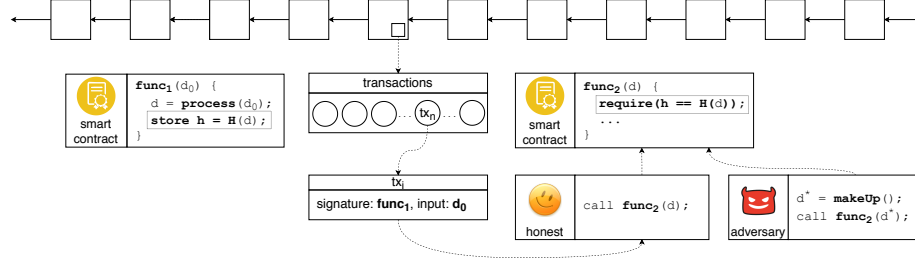 func₁(d₀) {
d = process(d₀);
store h = H(d);
}
smart
contract
transactions
... txₙ ...
txᵢ
signature: func₁, input: d₀
func₂(d) {
require(h == H(d));
...
}
smart
contract
call func₂(d);
honest
d* = makeUp();
call func₂(d*);
adversary